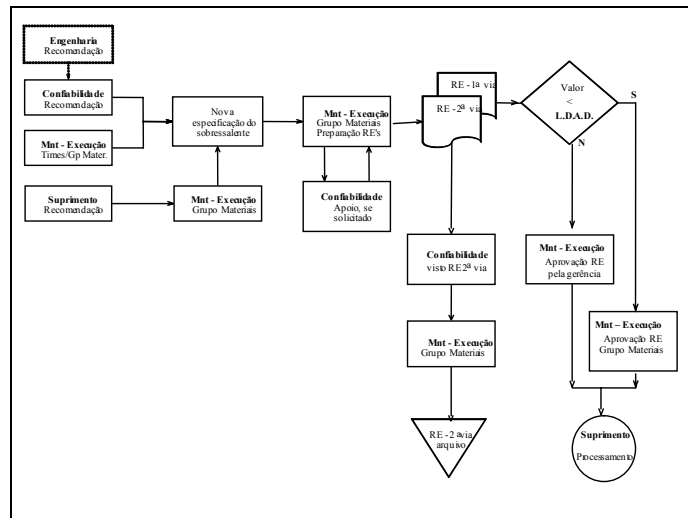 Engenharia
Recomendação
Confiabilidade
Recomendação
Mnt - Execução
Times/Gp Mater.
Suprimento
Recomendação
Nova
especificação do
sobressalente
Mnt - Execução
Grupo Materiais
Mnt - Execução
Grupo Materiais
Preparação RE's
Confiabilidade
Apoio, se
solicitado
RE - 1ª via
RE - 2ª via
Confiabilidade
visto RE 2ª via
Mnt - Execução
Grupo Materiais
RE - 2 ª via
arquivo
Valor
<
L.D.A.D.
S
N
Mnt - Execução
Aprovação RE
pela gerência
Mnt – Execução
Aprovação RE
Grupo Materiais
Suprimento
Processamento